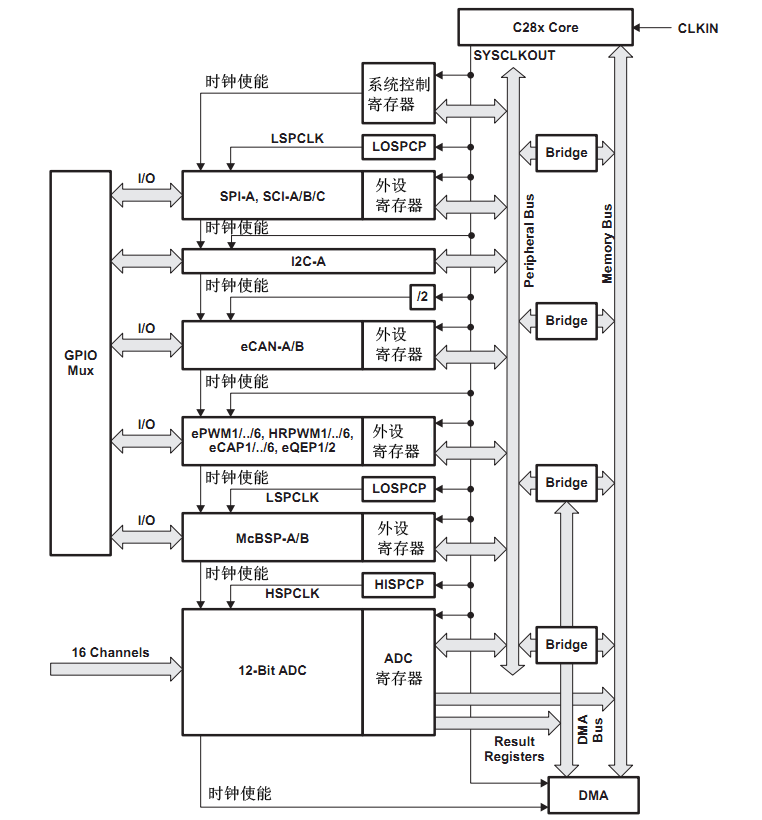 C28x Core
CLKIN
SYSCLKOUT
时钟使能
系统控制
寄存器
LSPCLK
LOSPCP
Bridge
I/O
SPI-A, SCI-A/B/C
外设
寄存器
Peripheral Bus
Memory Bus
时钟使能
I2C-A
时钟使能
/2
Bridge
GPIO
Mux
I/O
eCAN-A/B
外设
寄存器
时钟使能
I/O
ePWM1/../6, HRPWM1/../6,
eCAP1/../6, eQEP1/2
外设
寄存器
时钟使能
LSPCLK
LOSPCP
Bridge
I/O
McBSP-A/B
外设
寄存器
时钟使能
HSPCLK
HISPCP
16 Channels
12-Bit ADC
ADC
寄存器
Bridge
DMA
Bus
Result
Registers
时钟使能
DMA